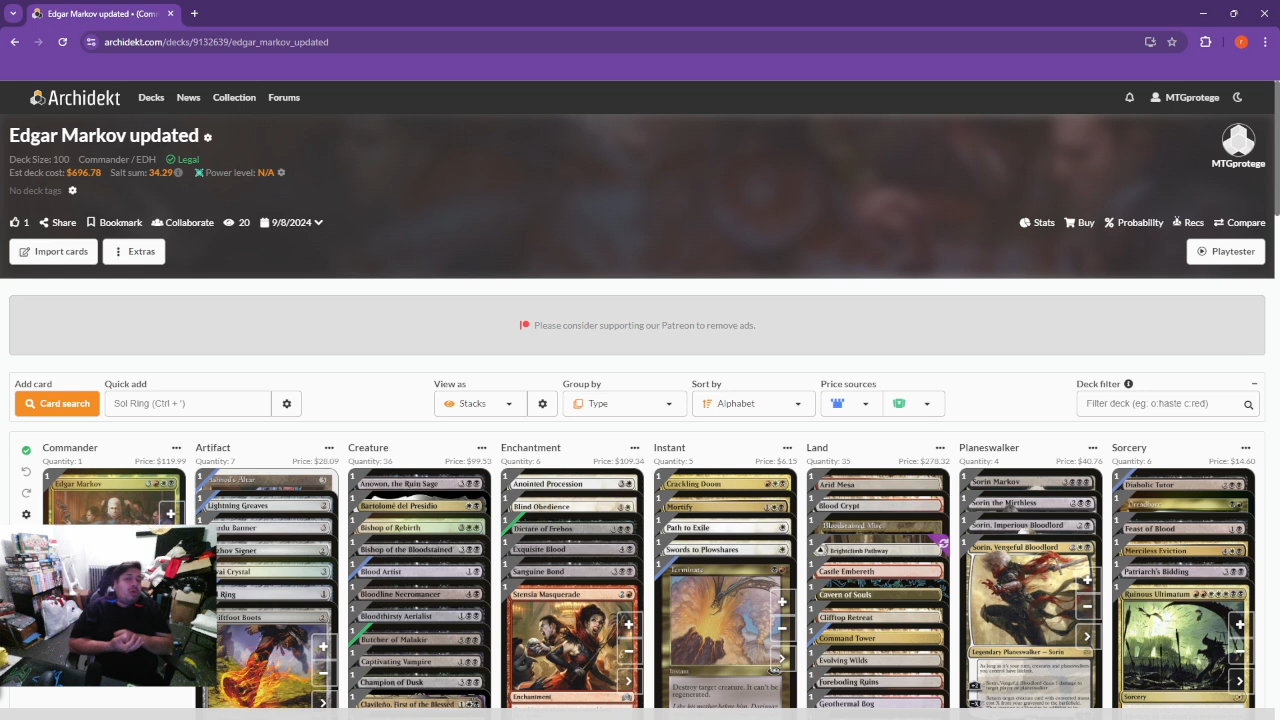 Edgar Markov updated • (Com
archidekt.com/decks/9132639/edgar_markov_updated
Archidekt Decks News Collection Forums MTGprotege
Edgar Markov updated
Deck Size: 100 Commander / EDH Legal
Est deck cost: $696.78 Salt sum: 34.29 Power level: N/A
MTGprotege
No deck tags
1 Share Bookmark Collaborate 20 9/8/2024 Stats Buy Probability Recs Compare
Import cards Extras Playtester
Please consider supporting our Patreon to remove ads.
Add card Quick add View as Group by Sort by Price sources Deck filter
Card search Sol Ring (Ctrl + ') Stacks Type Alphabet Filter deck (eg: o:haste c:red)
Commander Artifact Creature Enchantment Instant Land Planeswalker Sorcery
Quantity: 1 Price: $119.99 Quantity: 7 Price: $28.09 Quantity: 36 Price: $99.53 Quantity: 6 Price: $109.34 Quantity: 5 Price: $6.15 Quantity: 35 Price: $278.32 Quantity: 4 Price: $40.76 Quantity: 6 Price: $14.60
Edgar Markov
Lightning Greaves
Banner
Signet
Crystal
Ring
Boots
Anowon, the Ruin Sage
Bartolomé del Presidio
Bishop of Rebirth
Bishop of the Bloodstained
Blood Artist
Bloodline Necromancer
Bloodthirsty Aerialist
Butcher of Malakir
Captivating Vampire
Champion of Dusk
Clavileño, First of the Blessed
Anointed Procession
Blind Obedience
Dictate of Erebos
Exquisite Blood
Sanguine Bond
Stensia Masquerade
Enchantment
Crackling Doom
Mortify
Path to Exile
Swords to Plowshares
Terminate
Instant
Destroy target creature. It can't be
regenerated.
Arid Mesa
Blood Crypt
Bloodstained Mire
Brightclimb Pathway
Castle Embereth
Cavern of Souls
Clifftop Retreat
Command Tower
Evolving Wilds
Foreboding Ruins
Geothermal Bog
Sorin Markov
Sorin the Mirthless
Sorin, Imperious Bloodlord
Sorin, Vengeful Bloodlord
Legendary Planeswalker — Sorin
Diabolic Tutor
Feast of Blood
Merciless Eviction
Patriarch's Bidding
Ruinous Ultimatum
Sorcery